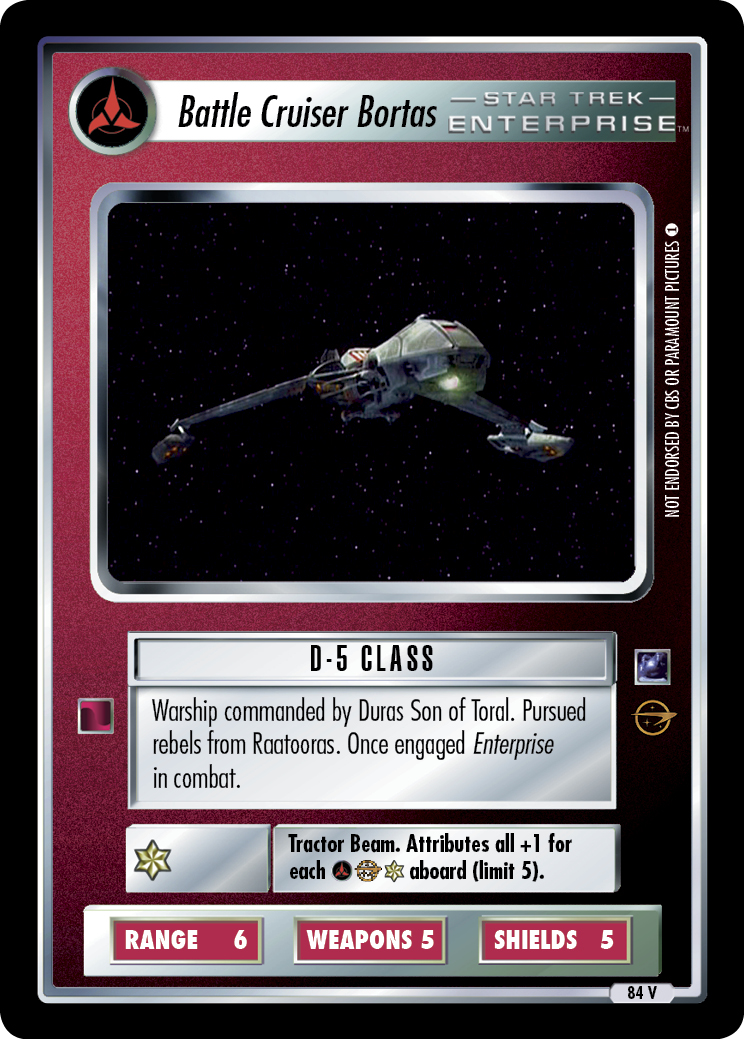 Battle Cruiser Bortas
STAR TREK
ENTERPRISE™
NOT ENDORSED BY CBS OR PARAMOUNT PICTURES 1
D-5 CLASS
Warship commanded by Duras Son of Toral. Pursued
rebels from Raatooras. Once engaged Enterprise
in combat.
Tractor Beam. Attributes all +1 for
each aboard (limit 5).
RANGE 6
WEAPONS 5
SHIELDS 5
84 V